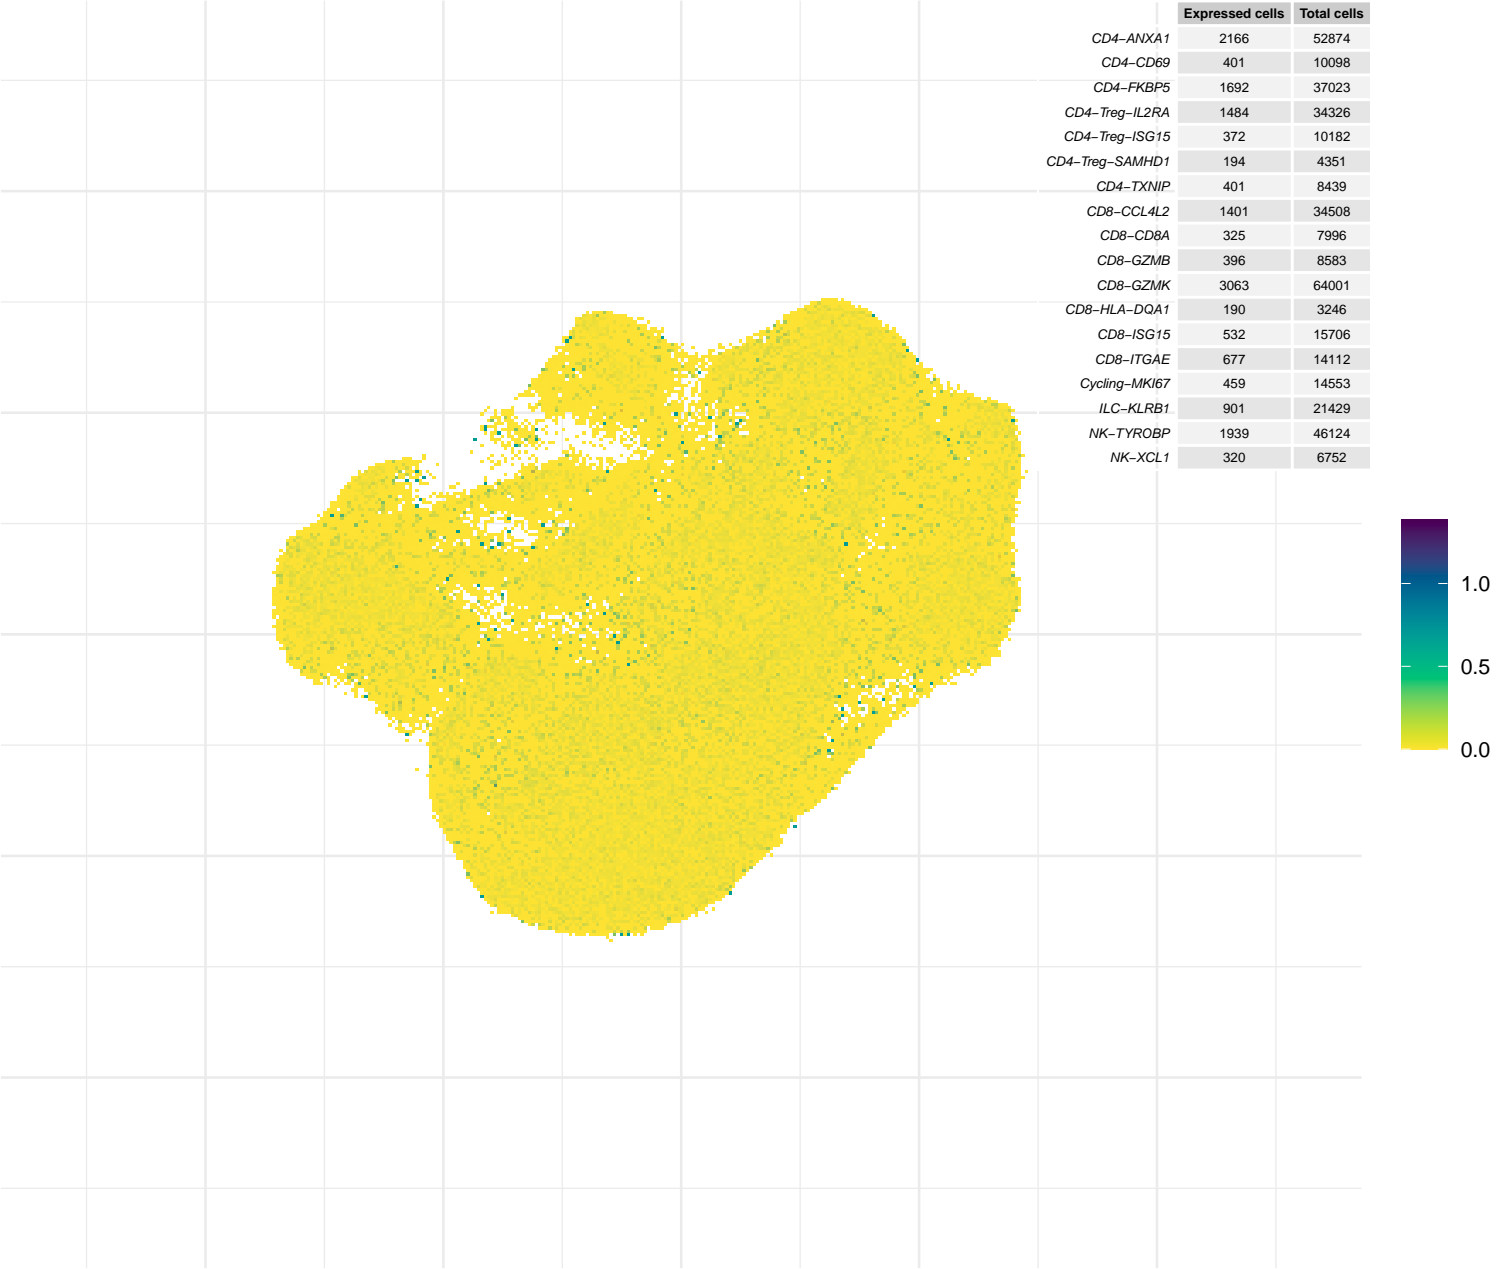 Expressed cells Total cells
CD4−ANXA1 2166 52874
CD4−CD69 401 10098
CD4−FKBP5 1692 37023
CD4−Treg−IL2RA 1484 34326
CD4−Treg−ISG15 372 10182
CD4−Treg−SAMHD1 194 4351
CD4−TXNIP 401 8439
CD8−CCL4L2 1401 34508
CD8−CD8A 325 7996
CD8−GZMB 396 8583
CD8−GZMK 3063 64001
CD8−HLA−DQA1 190 3246
CD8−ISG15 532 15706
CD8−ITGAE 677 14112
Cycling−MKI67 459 14553
ILC−KLRB1 901 21429
NK−TYROBP 1939 46124
NK−XCL1 320 6752
1.0
0.5
0.0